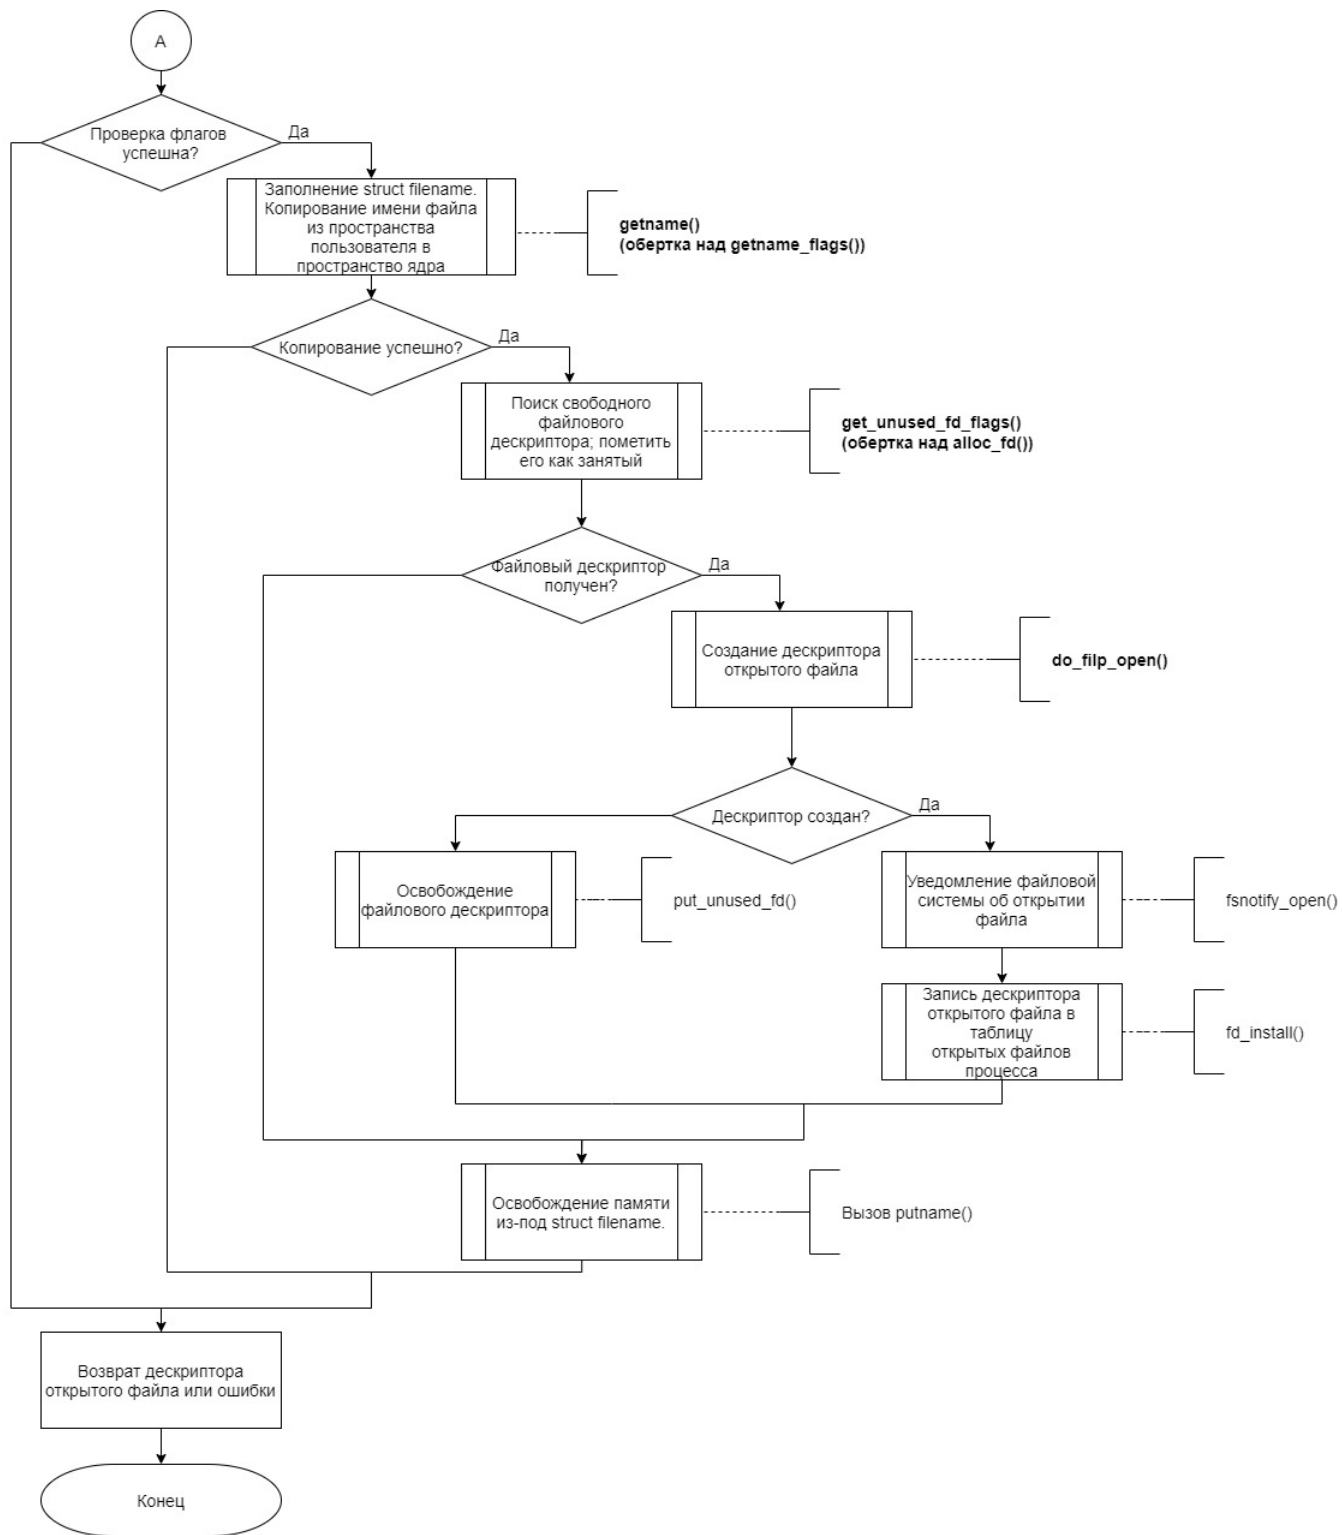 А
Проверка флагов
успешна?
Да
Заполнение struct filename.
Копирование имени файла
из пространства
пользователя в
пространство ядра
getname()
(обертка над getname_flags())
Копирование успешно?
Да
Поиск свободного
файлового
дескриптора; пометить
его как занятый
get_unused_fd_flags()
(обертка над alloc_fd())
Файловый дескриптор
получен?
Да
Создание дескриптора
открытого файла
do_filp_open()
Дескриптор создан?
Да
Освобождение
файлового дескриптора
put_unused_fd()
Уведомление файловой
системы об открытии
файла
fsnotify_open()
Запись дескриптора
открытого файла в
таблицу
открытых файлов
процесса
fd_install()
Освобождение памяти
из-под struct filename.
Вызов putname()
Возврат дескриптора
открытого файла или ошибки
Конец